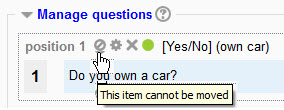 Manage questions
position 1 [Yes/No] (own car)
1 Do you own a car?
This item cannot be moved